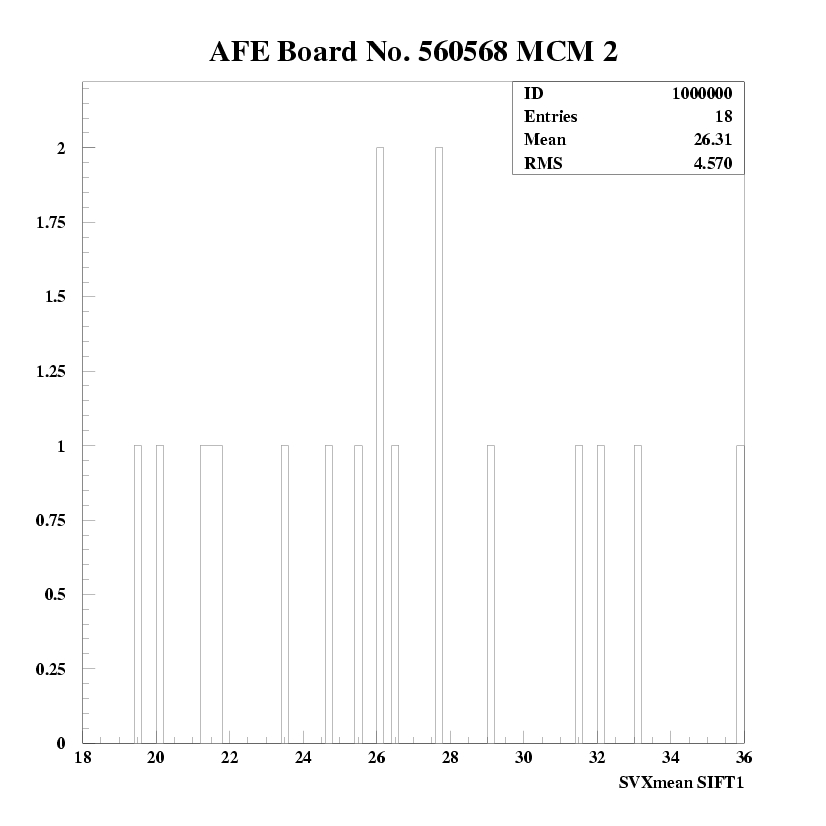 AFE Board No. 560568 MCM 2
ID 1000000
Entries 18
Mean 26.31
RMS 4.570
2
1.75
1.5
1.25
1
0.75
0.5
0.25
0
18 20 22 24 26 28 30 32 34 36
SVXmean SIFT1